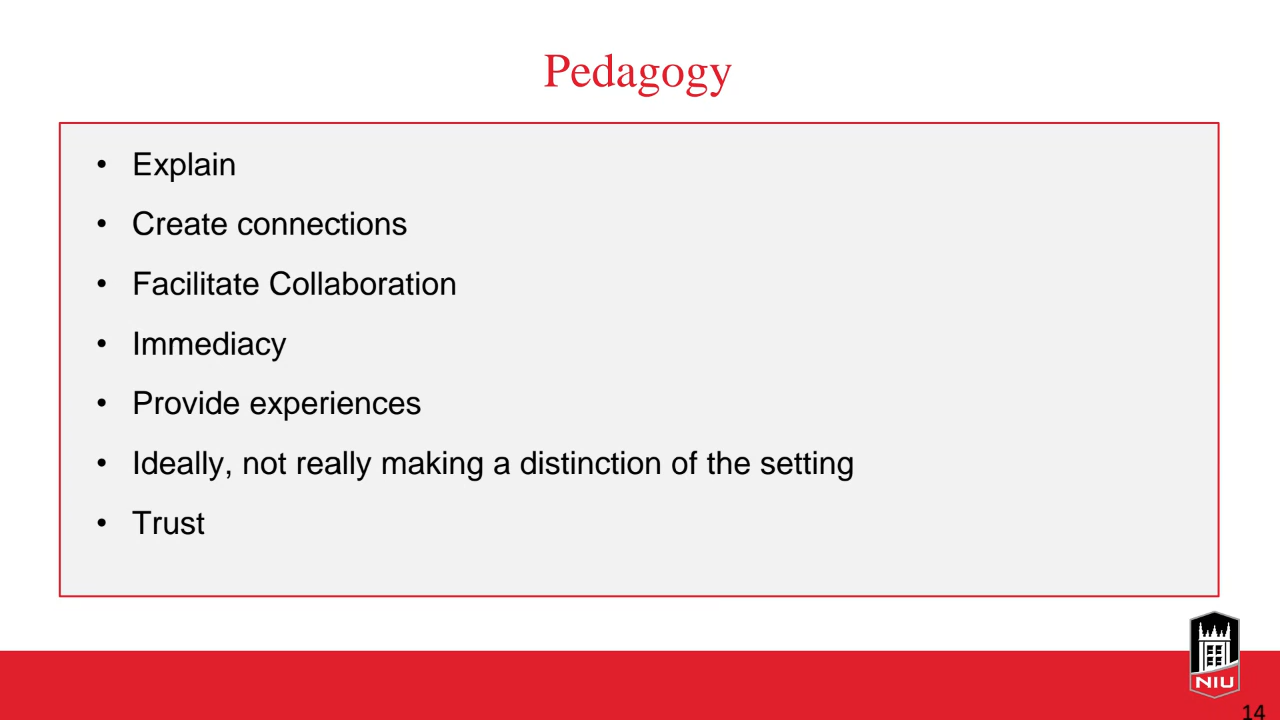 Pedagogy
• Explain
• Create connections
• Facilitate Collaboration
• Immediacy
• Provide experiences
• Ideally, not really making a distinction of the setting
• Trust
NIU
14